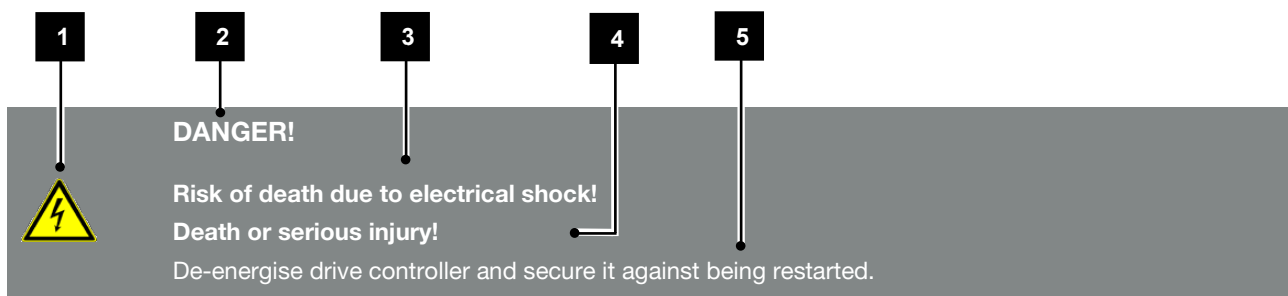 1 2 3 4 5
DANGER!
Risk of death due to electrical shock!
Death or serious injury!
De-energise drive controller and secure it against being restarted.